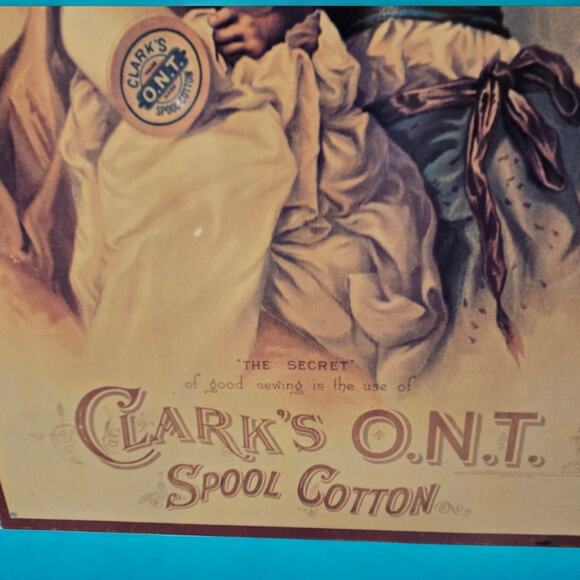 CLARK'S
O.N.T.
SPOOL COTTON
"THE SECRET"
of good sewing is the use of
CLARK'S O.N.T.
SPOOL COTTON